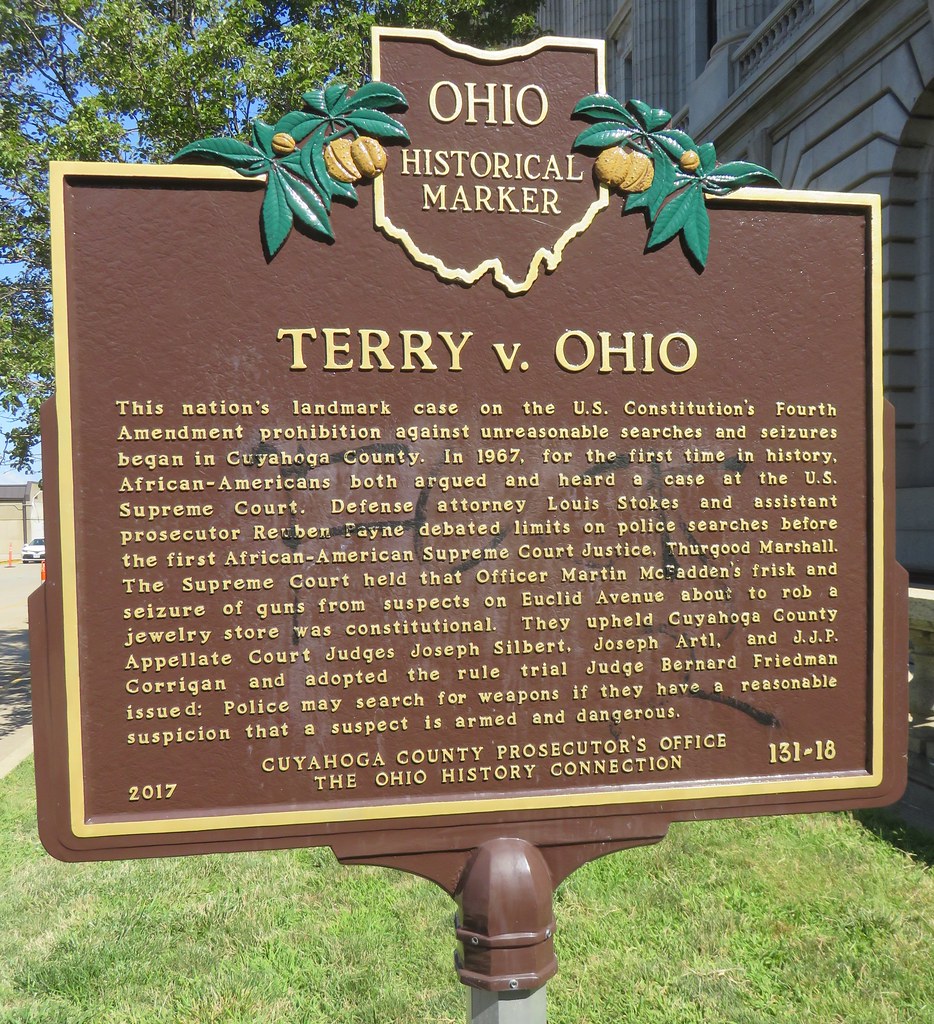 OHIO
HISTORICAL
MARKER
TERRY v. OHIO
This nation's landmark case on the U.S. Constitution's Fourth
Amendment prohibition against unreasonable searches and seizures
began in Cuyahoga County. In 1967, for the first time in history,
African-Americans both argued and heard a case at the U.S.
Supreme Court. Defense attorney Louis Stokes and assistant
prosecutor Reuben Payne debated limits on police searches before
the first African-American Supreme Court Justice, Thurgood Marshall.
The Supreme Court held that Officer Martin McFadden's frisk and
seizure of guns from suspects on Euclid Avenue about to rob a
jewelry store was constitutional. They upheld Cuyahoga County
Appellate Court Judges Joseph Silbert, Joseph Artl, and J.J.P.
Corrigan and adopted the rule trial Judge Bernard Friedman
issued: Police may search for weapons if they have a reasonable
suspicion that a suspect is armed and dangerous.
CUYAHOGA COUNTY PROSECUTOR'S OFFICE
THE OHIO HISTORY CONNECTION
131-18
2017